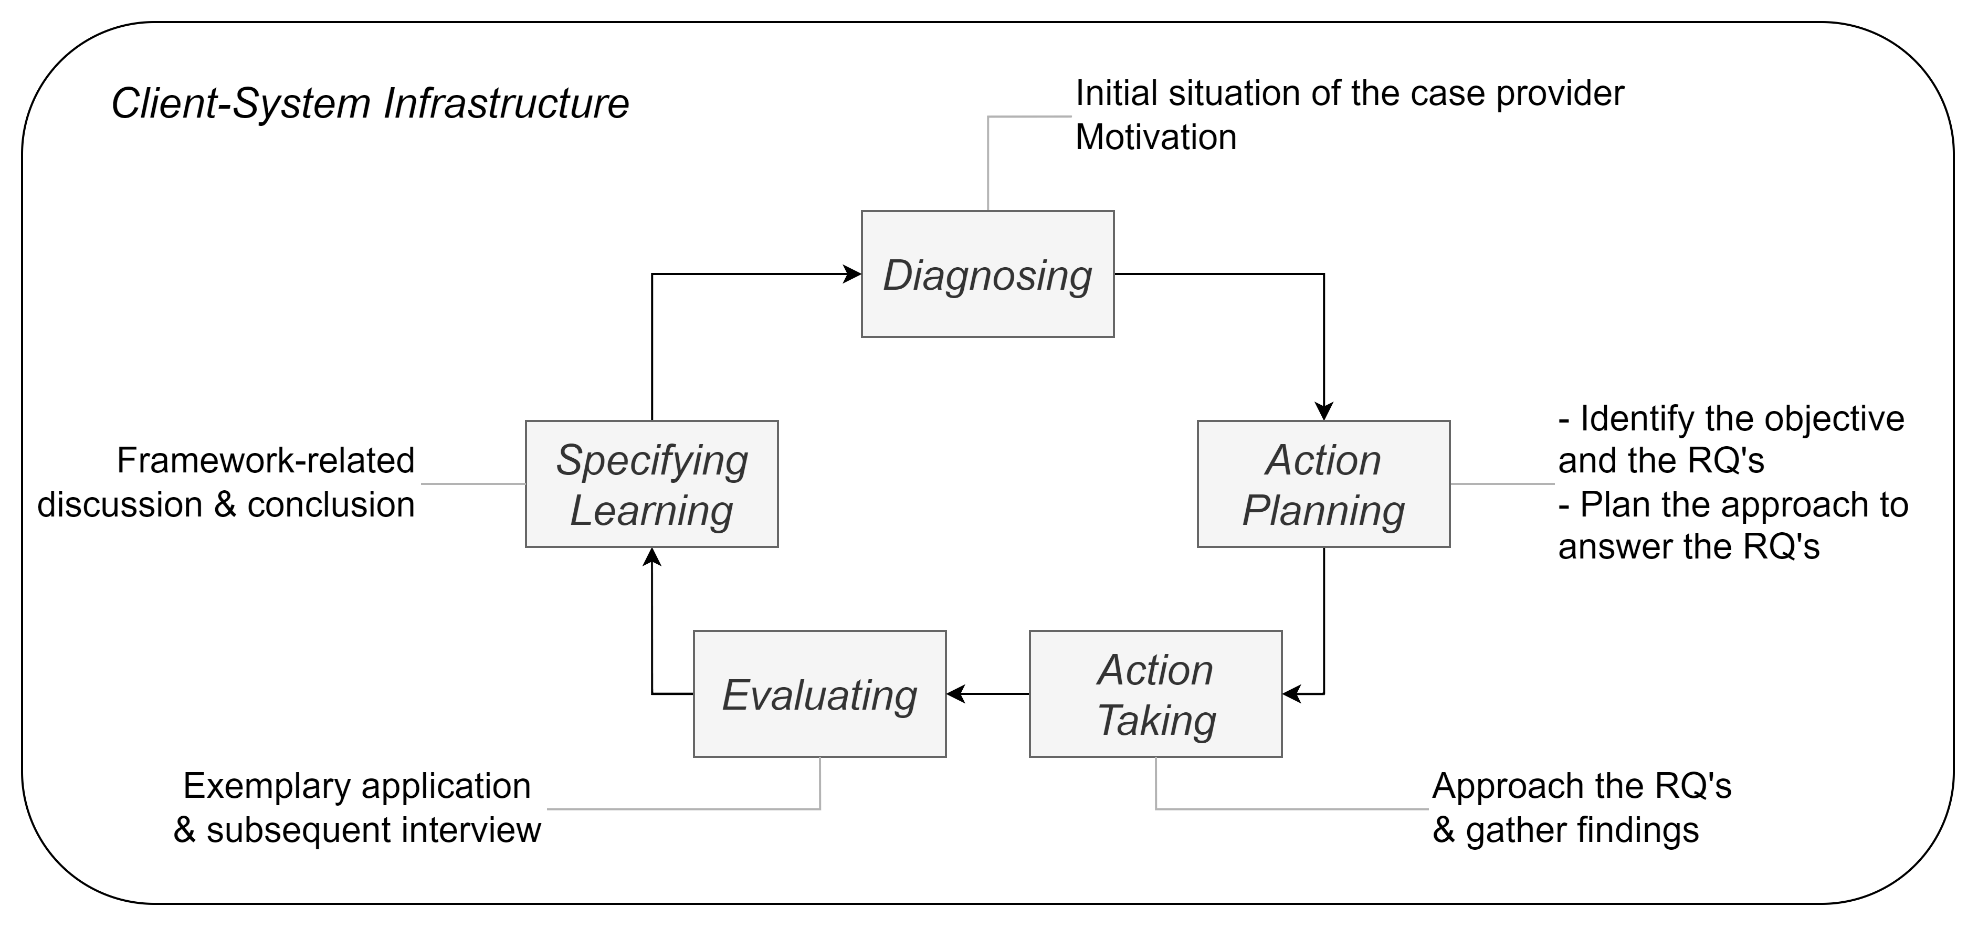 Client-System Infrastructure
Initial situation of the case provider
Motivation
Diagnosing
Action
Planning
- Identify the objective
and the RQ's
- Plan the approach to
answer the RQ's
Action
Taking
Approach the RQ's
& gather findings
Evaluating
Exemplary application
& subsequent interview
Specifying
Learning
Framework-related
discussion & conclusion